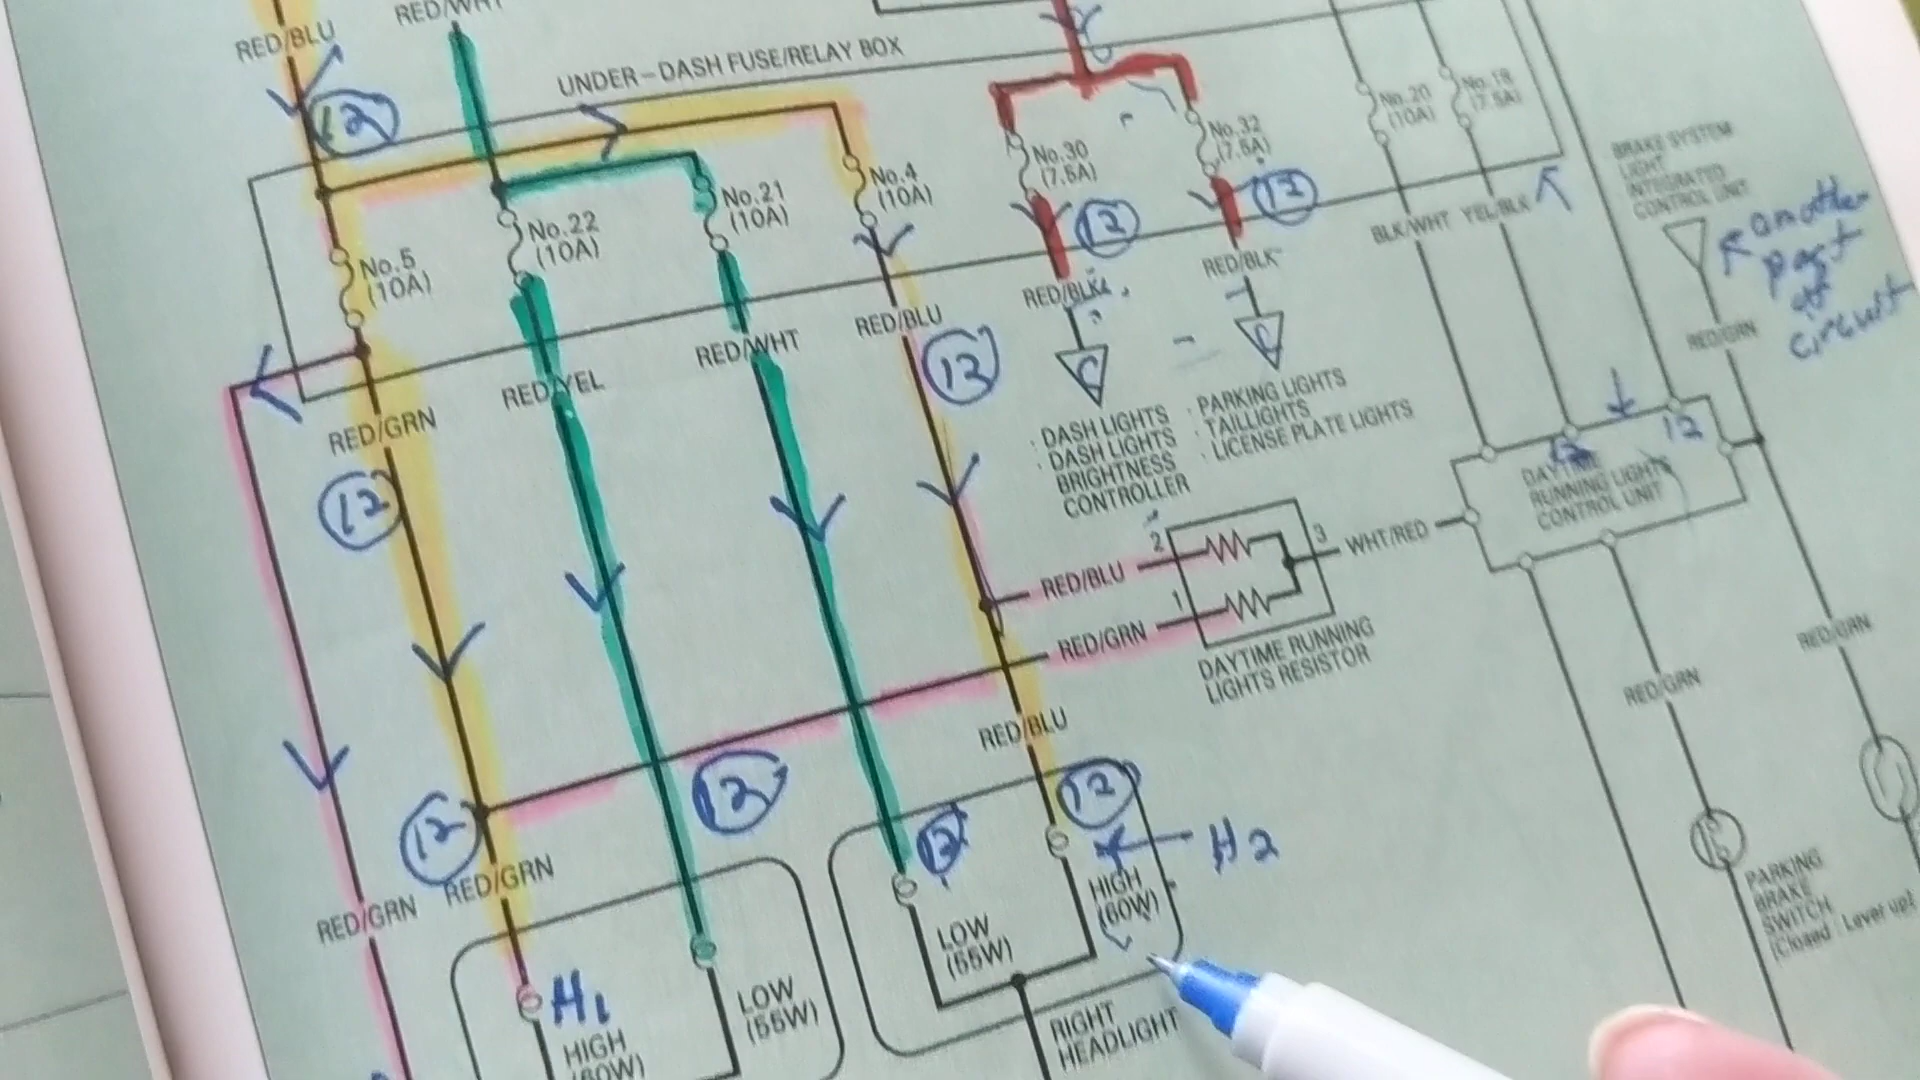 RED/BLU
RED/WHT
UNDER-DASH FUSE/RELAY BOX
12
No.5
(10A)
No.22
(10A)
No.21
(10A)
No.4
(10A)
No.30
(7.5A)
No.32
(7.5A)
No.20
(10A)
No.18
(7.5A)
12
12
BLK/WHT
YEL/BLK
BRAKE SYSTEM
LIGHT
INTEGRATED
CONTROL UNIT
another
part
of
circuit
RED/GRN
RED/YEL
RED/WHT
RED/BLU
RED/BLK
RED/BLK
RED/GRN
12
12
C
C
· DASH LIGHTS
· DASH LIGHTS
BRIGHTNESS
CONTROLLER
· PARKING LIGHTS
· TAILLIGHTS
· LICENSE PLATE LIGHTS
12
12
DAYTIME
RUNNING LIGHTS
CONTROL UNIT
2
3
1
RED/BLU
WHT/RED
RED/GRN
DAYTIME RUNNING
LIGHTS RESISTOR
RED/GRN
RED/GRN
RED/BLU
12
12
12
12
H2
RED/GRN
RED/GRN
HIGH
(60W)
LOW
(55W)
PARKING
BRAKE
SWITCH
(Closed : Lever up)
H1
HIGH
(60W)
LOW
(55W)
RIGHT
HEADLIGHT